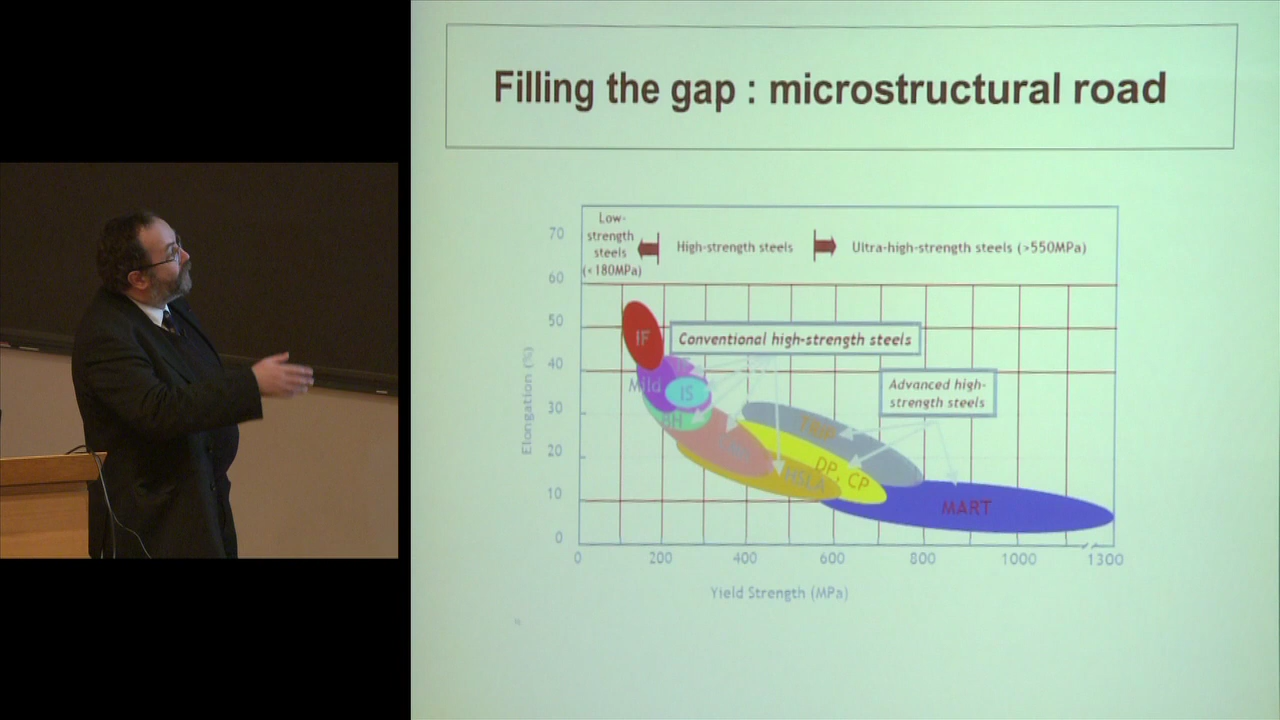 Filling the gap : microstructural road
Low-
strength
steels
(<180MPa)
High-strength steels
Ultra-high-strength steels (>550MPa)
70
60
50
40
30
20
10
0
Elongation (%)
IF
Conventional high-strength steels
Mild
IS
BH
Advanced high-
strength steels
TRIP
DP, CP
HSLA
MART
0
200
400
600
800
1000
1300
Yield Strength (MPa)